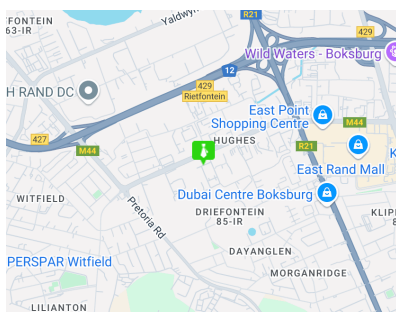 FONTEIN
63-IR
Yaldwyn
R21
429
Wild Waters - Boksburg
12
H RAND DC
429
Rietfontein
East Point
Shopping Centre
M44
427
M44
HUGHES
R21
East Rand Mall
WITFIELD
Dubai Centre Boksburg
Pretoria Rd
DRIEFONTEIN
85-IR
KLIP
8
DAYANGLEN
PERSPAR Witfield
MORGANRIDGE
LILIANTON